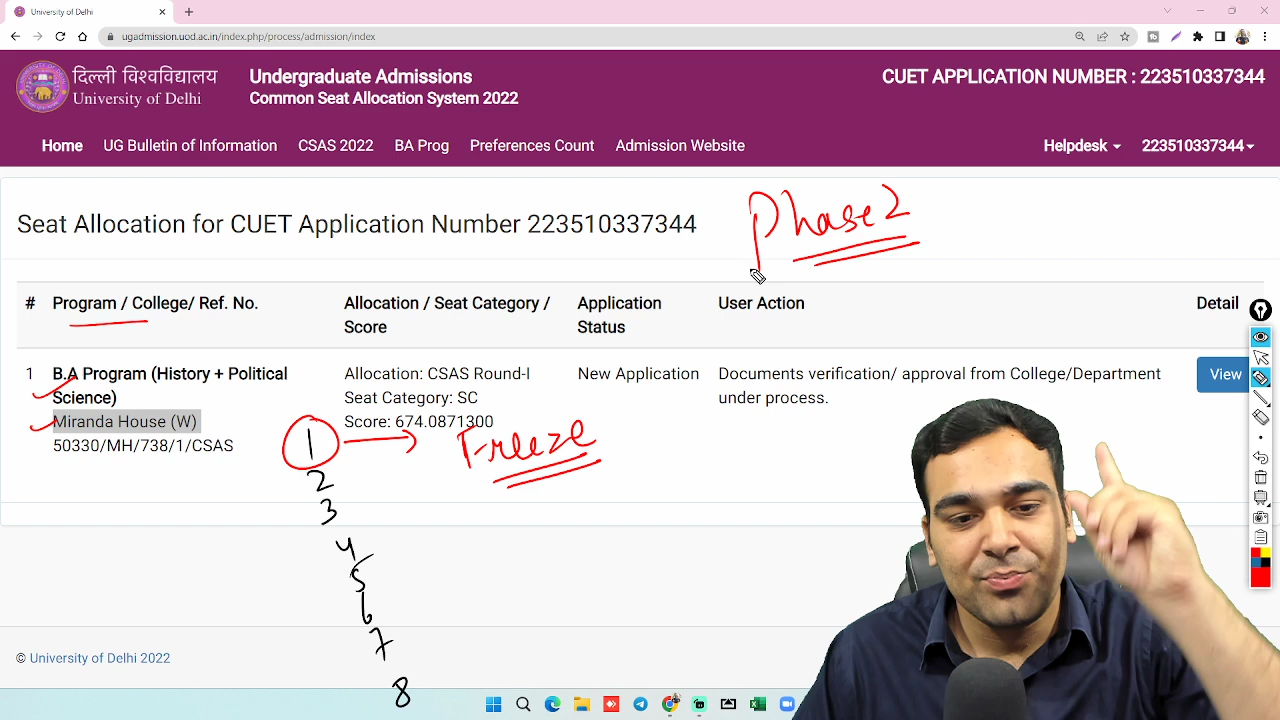 University of Delhi
ugadmission.uod.ac.in/index.php/process/admission/index
दिल्ली विश्वविद्यालय
University of Delhi
Undergraduate Admissions
Common Seat Allocation System 2022
CUET APPLICATION NUMBER : 223510337344
Home UG Bulletin of Information CSAS 2022 BA Prog Preferences Count Admission Website Helpdesk 223510337344
Seat Allocation for CUET Application Number 223510337344
Phase 2
# Program / College/ Ref. No. Allocation / Seat Category / Score Application Status User Action Detail
1 B.A Program (History + Political Science)
Miranda House (W)
50330/MH/738/1/CSAS
Allocation: CSAS Round-I
Seat Category: SC
Score: 674.0871300
New Application
Documents verification/ approval from College/Department
under process.
View
1 → Freeze
2
3
4
5
6
7
8
© University of Delhi 2022